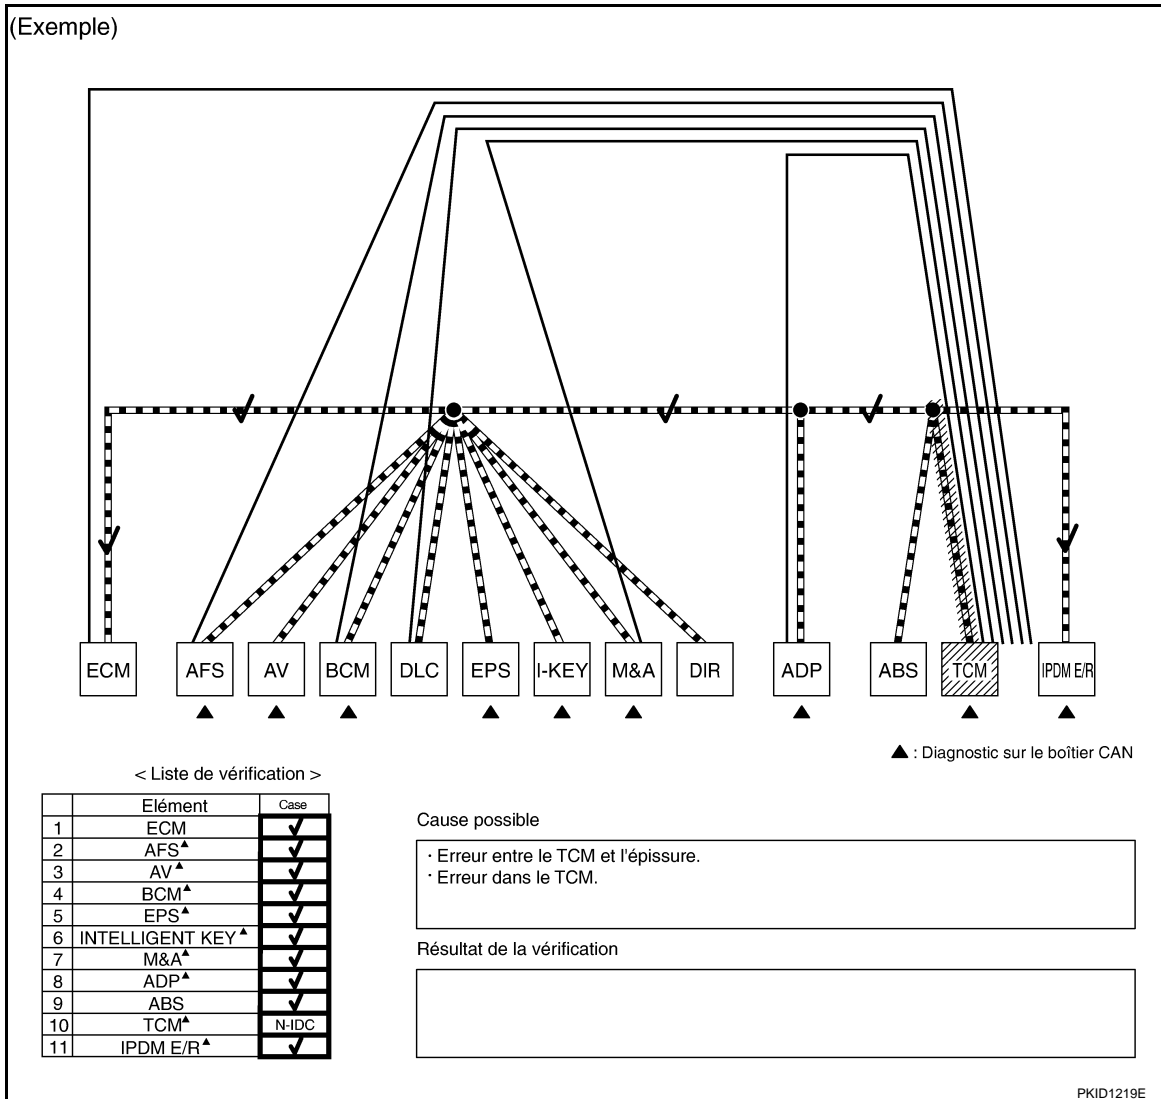 (Exemple)
ECM AFS AV BCM DLC EPS I-KEY M&A DIR ADP ABS TCM IPDM E/R
▲ : Diagnostic sur le boîtier CAN
< Liste de vérification >
Elément Case
1 ECM ✓
2 AFS▲ ✓
3 AV▲ ✓
4 BCM▲ ✓
5 EPS▲ ✓
6 INTELLIGENT KEY▲ ✓
7 M&A▲ ✓
8 ADP▲ ✓
9 ABS ✓
10 TCM▲ N-IDC
11 IPDM E/R▲ ✓
Cause possible
· Erreur entre le TCM et l'épissure.
· Erreur dans le TCM.
Résultat de la vérification
PKID1219E